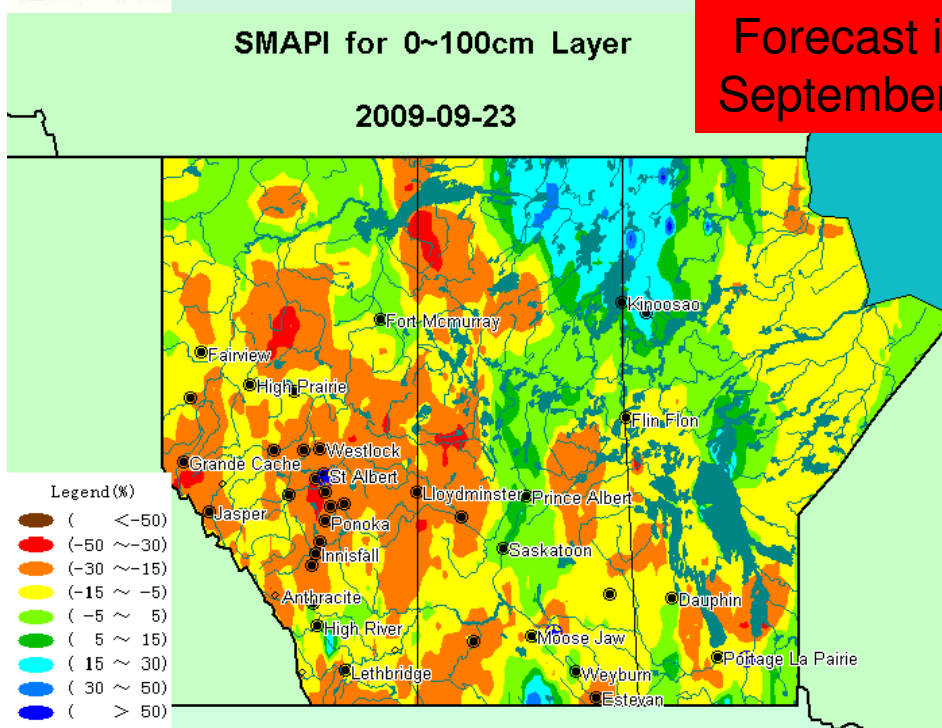 SMAPI for 0~100cm Layer
2009-09-23
Forecast i
September
Kinoosao
Fort Mcmurray
Fairview
High Prairie
Flin Flon
Westlock
Grande Cache
St Albert
Lloydminster
Prince Albert
Jasper
Ponoka
Saskatoon
Innisfall
Anthracite
Dauphin
High River
Moose Jaw
Portage La Pairie
Lethbridge
Weyburn
Estevan
Legend(%)
( <-50)
(-50 ~-30)
(-30 ~-15)
(-15 ~ -5)
( -5 ~ 5)
( 5 ~ 15)
( 15 ~ 30)
( 30 ~ 50)
( > 50)